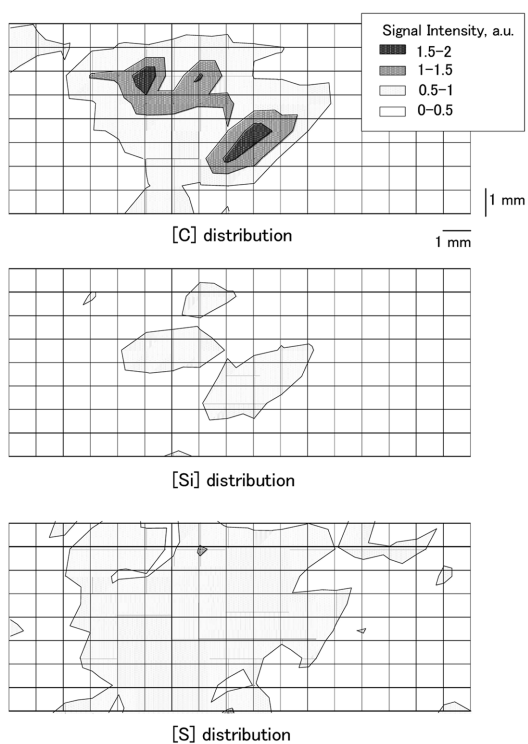 Signal Intensity, a.u.
1.5-2
1-1.5
0.5-1
0-0.5
1 mm
[C] distribution
1 mm
[Si] distribution
[S] distribution